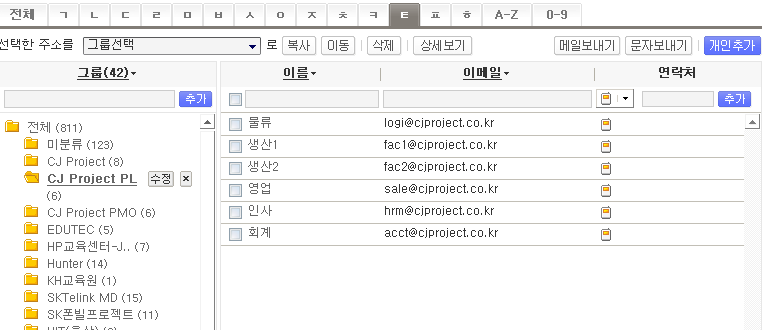 전체 ㄱ ㄴ ㄷ ㄹ ㅁ ㅂ ㅅ ㅇ ㅈ ㅊ ㅋ ㅌ ㅍ ㅎ A-Z 0-9
선택한 주소를 그룹선택 로 복사 이동 삭제 상세보기 메일보내기 문자보내기 개인추가
그룹(42) 이름 이메일 연락처
추가 추가
전체 (811)
미분류 (123)
CJ Project (8)
CJ Project PL 수정
(6)
CJ Project PMO (6)
EDUTEC (5)
HP교육센터-J.. (7)
Hunter (14)
KH교육원 (1)
SKTelink MD (15)
SK폰빌프로젝트 (11)
물류 logi@cjproject.co.kr
생산1 fac1@cjproject.co.kr
생산2 fac2@cjproject.co.kr
영업 sale@cjproject.co.kr
인사 hrm@cjproject.co.kr
회계 acct@cjproject.co.kr